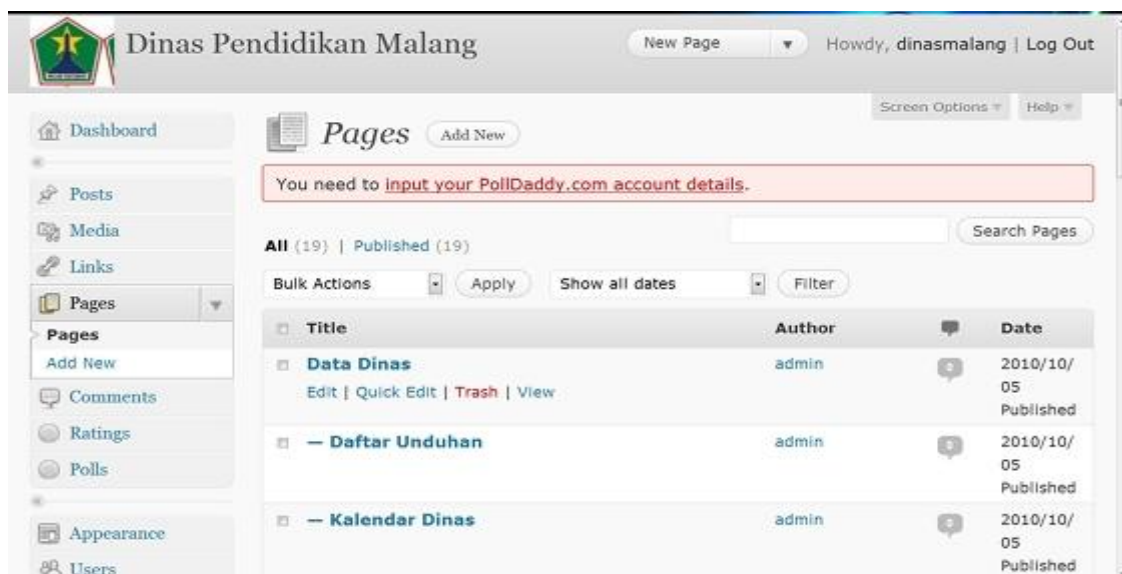 Dinas Pendidikan Malang
New Page
Howdy, dinasmalang | Log Out
Screen Options
Help
Dashboard
Posts
Media
Links
Pages
Pages
Add New
Comments
Ratings
Polls
Appearance
Users
Pages
Add New
You need to input your PollDaddy.com account details.
Search Pages
All (19) | Published (19)
Bulk Actions
Apply
Show all dates
Filter
Title Author Date
Data Dinas admin 2010/10/
05
Edit | Quick Edit | Trash | View
Published
— Daftar Unduhan admin 2010/10/
05
Published
— Kalendar Dinas admin 2010/10/
05
Published